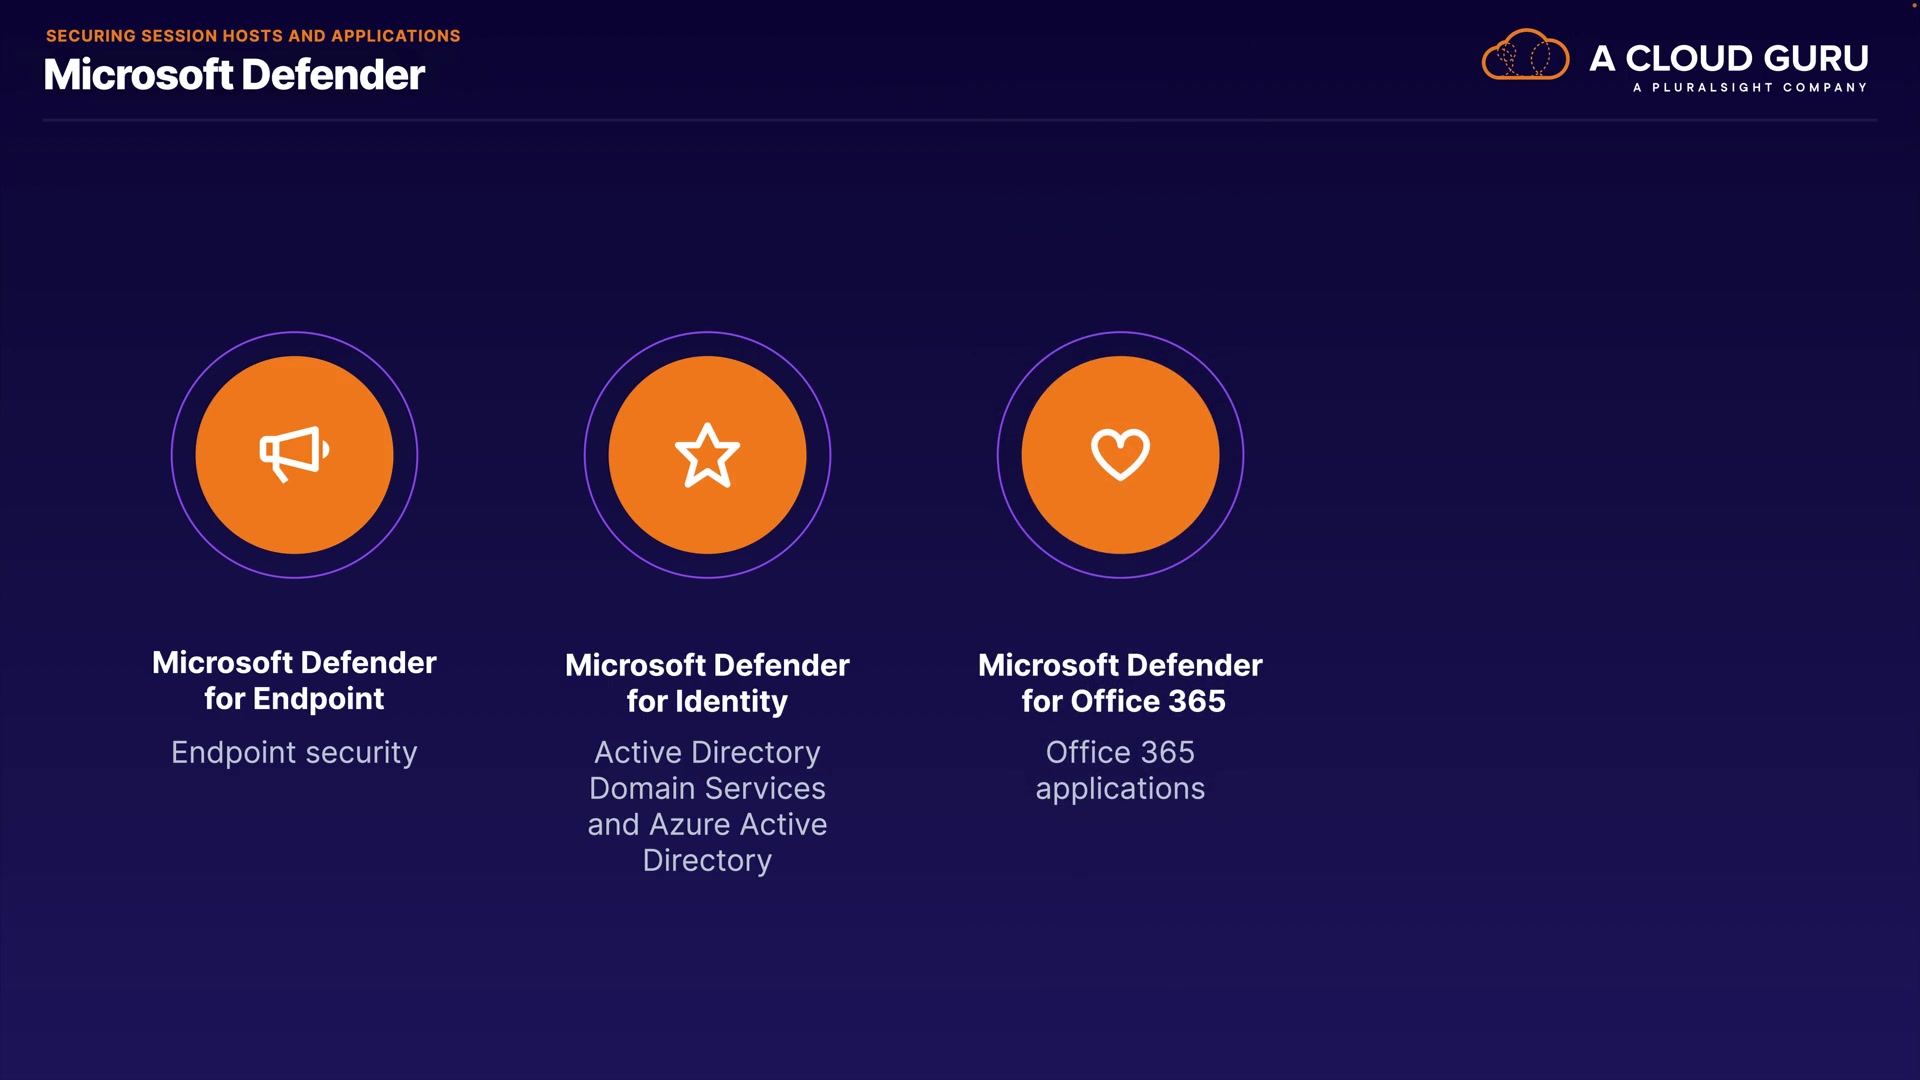 SECURING SESSION HOSTS AND APPLICATIONS
Microsoft Defender
A CLOUD GURU
A PLURALSIGHT COMPANY
Microsoft Defender
for Endpoint
Endpoint security
Microsoft Defender
for Identity
Active Directory
Domain Services
and Azure Active
Directory
Microsoft Defender
for Office 365
Office 365
applications